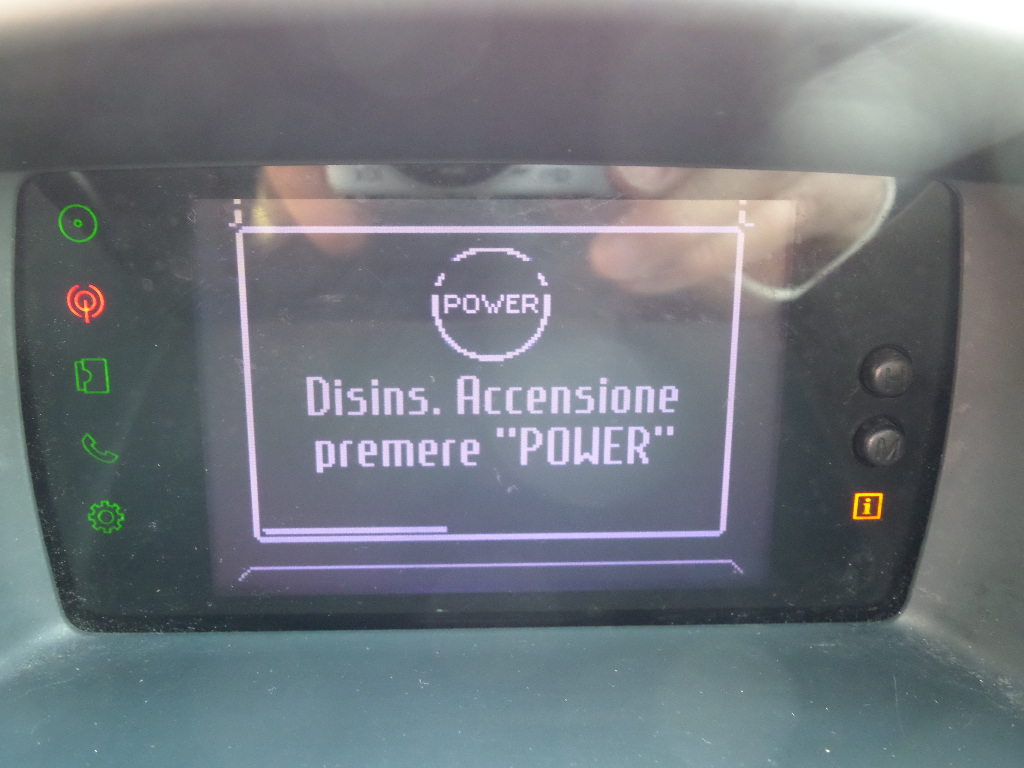 POWER
Disins. Accensione
premere "POWER"
H
M
i